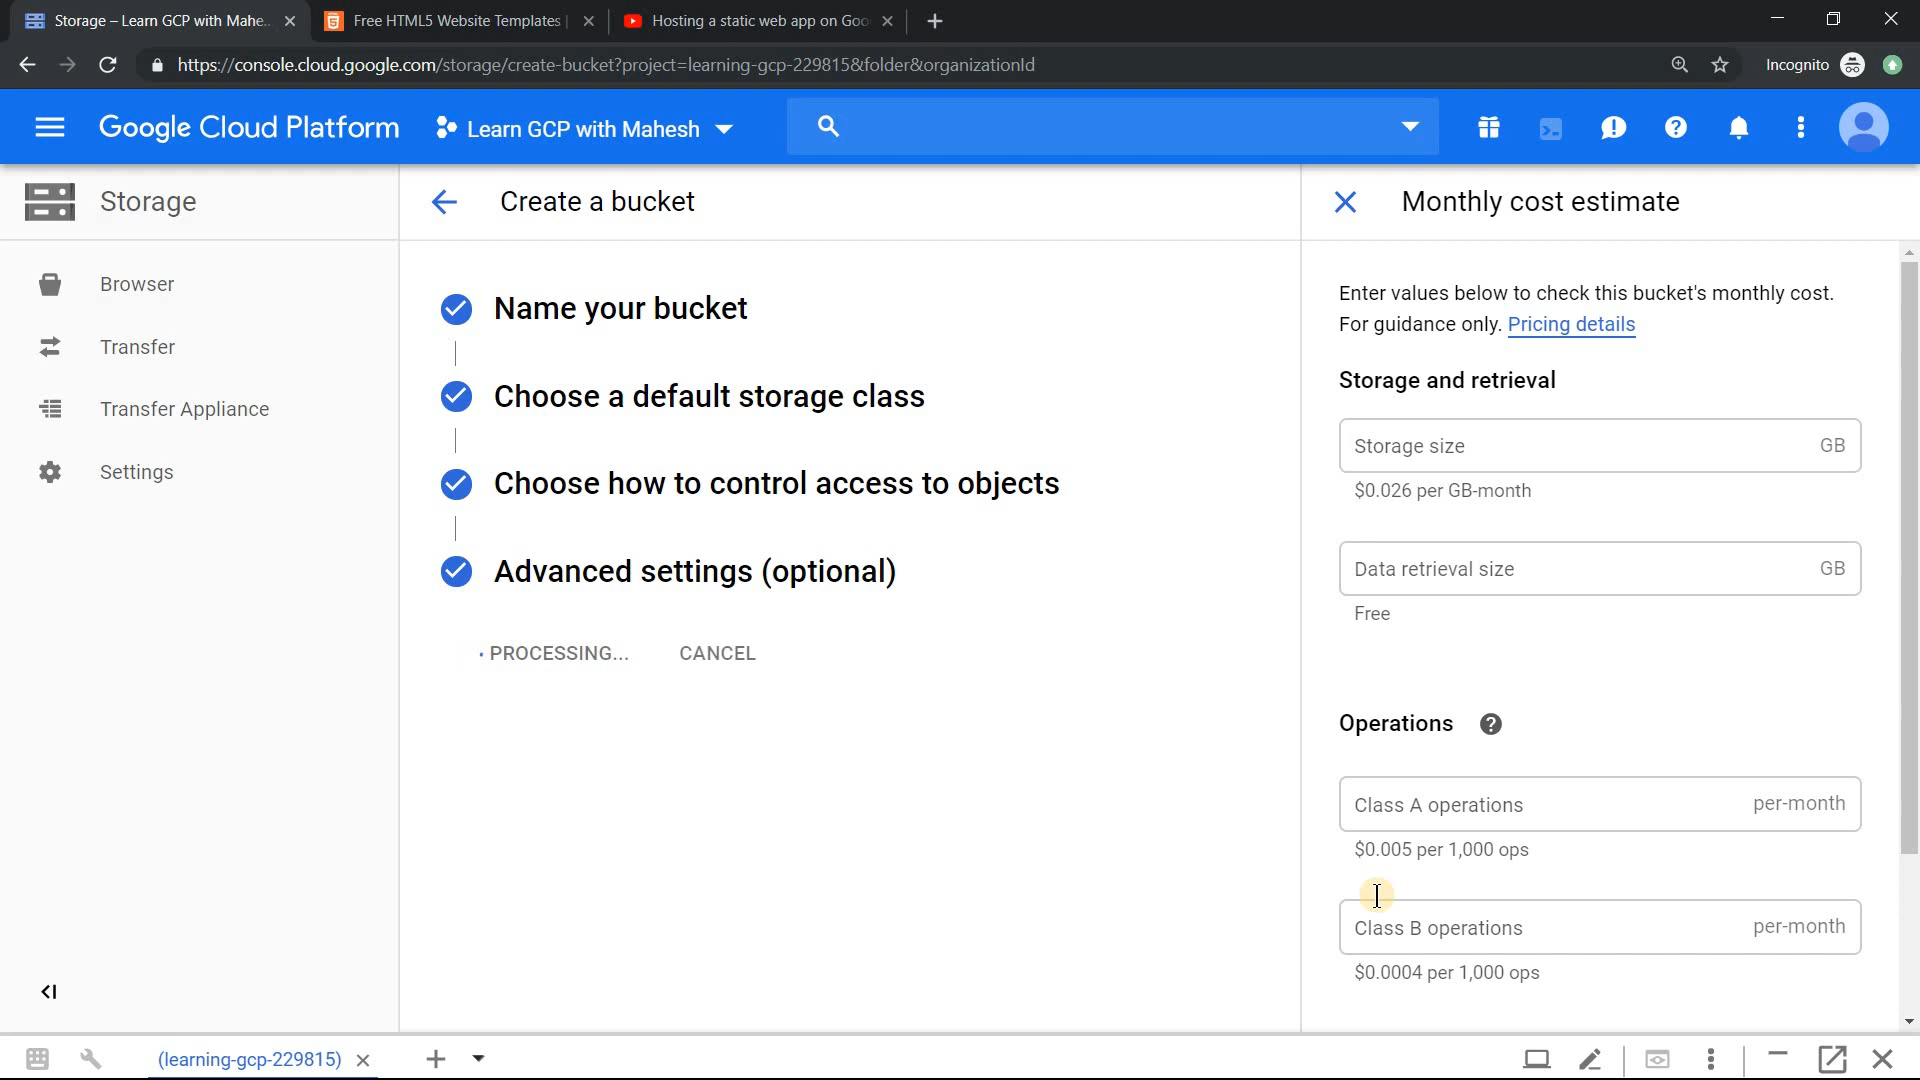 Storage – Learn GCP with Mahe..
Free HTML5 Website Templates |
Hosting a static web app on Goo
https://console.cloud.google.com/storage/create-bucket?project=learning-gcp-229815&folder&organizationId
Incognito
Google Cloud Platform
Learn GCP with Mahesh
Storage
Create a bucket
Monthly cost estimate
Browser
Transfer
Transfer Appliance
Settings
Name your bucket
Choose a default storage class
Choose how to control access to objects
Advanced settings (optional)
PROCESSING...
CANCEL
Enter values below to check this bucket's monthly cost.
For guidance only. Pricing details
Storage and retrieval
Storage size GB
$0.026 per GB-month
Data retrieval size GB
Free
Operations
Class A operations per-month
$0.005 per 1,000 ops
Class B operations per-month
$0.0004 per 1,000 ops
(learning-gcp-229815)